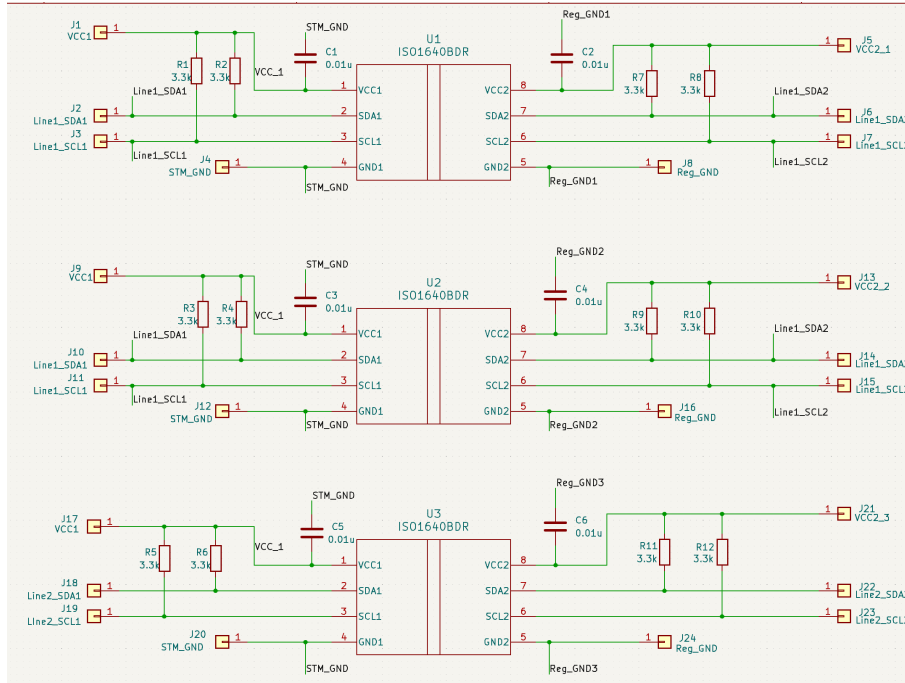 J1 1
VCC1
STM_GND
Reg_GND1
U1
ISO1640BDR
J5 1
VCC2_1
R1
3.3k
R2
3.3k
VCC_1
C1
0.01u
C2
0.01u
R7
3.3k
R8
3.3k
1 VCC1
VCC2 8
Line1_SDA1
J2 1
Line1_SDA1
2 SDA1
SDA2 7
Line1_SDA2
1 J6
Line1_SDA2
J3 1
Line1_SCL1
Line1_SCL1
3 SCL1
SCL2 6
Line1_SCL2
1 J7
Line1_SCL2
J4 1
STM_GND
STM_GND
4 GND1
GND2 5
Reg_GND1
1 J8
Reg_GND
J9 1
VCC1
STM_GND
Reg_GND2
U2
ISO1640BDR
1 J13
VCC2_2
R3
3.3k
R4
3.3k
VCC_1
C3
0.01u
C4
0.01u
R9
3.3k
R10
3.3k
1 VCC1
VCC2 8
Line1_SDA1
J10 1
Line1_SDA1
2 SDA1
SDA2 7
Line1_SDA2
1 J14
Line1_SDA
J11 1
Line1_SCL1
Line1_SCL1
3 SCL1
SCL2 6
Line1_SCL2
1 J15
Line1_SCL
J12 1
STM_GND
STM_GND
4 GND1
GND2 5
Reg_GND2
1 J16
Reg_GND
J17 1
VCC1
STM_GND
Reg_GND3
U3
ISO1640BDR
1 J21
VCC2_3
R5
3.3k
R6
3.3k
VCC_1
C5
0.01u
C6
0.01u
R11
3.3k
R12
3.3k
1 VCC1
VCC2 8
J18 1
Line2_SDA1
2 SDA1
SDA2 7
1 J22
Line2_SDA
J19 1
LIne2_SCL1
3 SCL1
SCL2 6
1 J23
Line2_SCL
J20 1
STM_GND
STM_GND
4 GND1
GND2 5
Reg_GND3
1 J24
Reg_GND